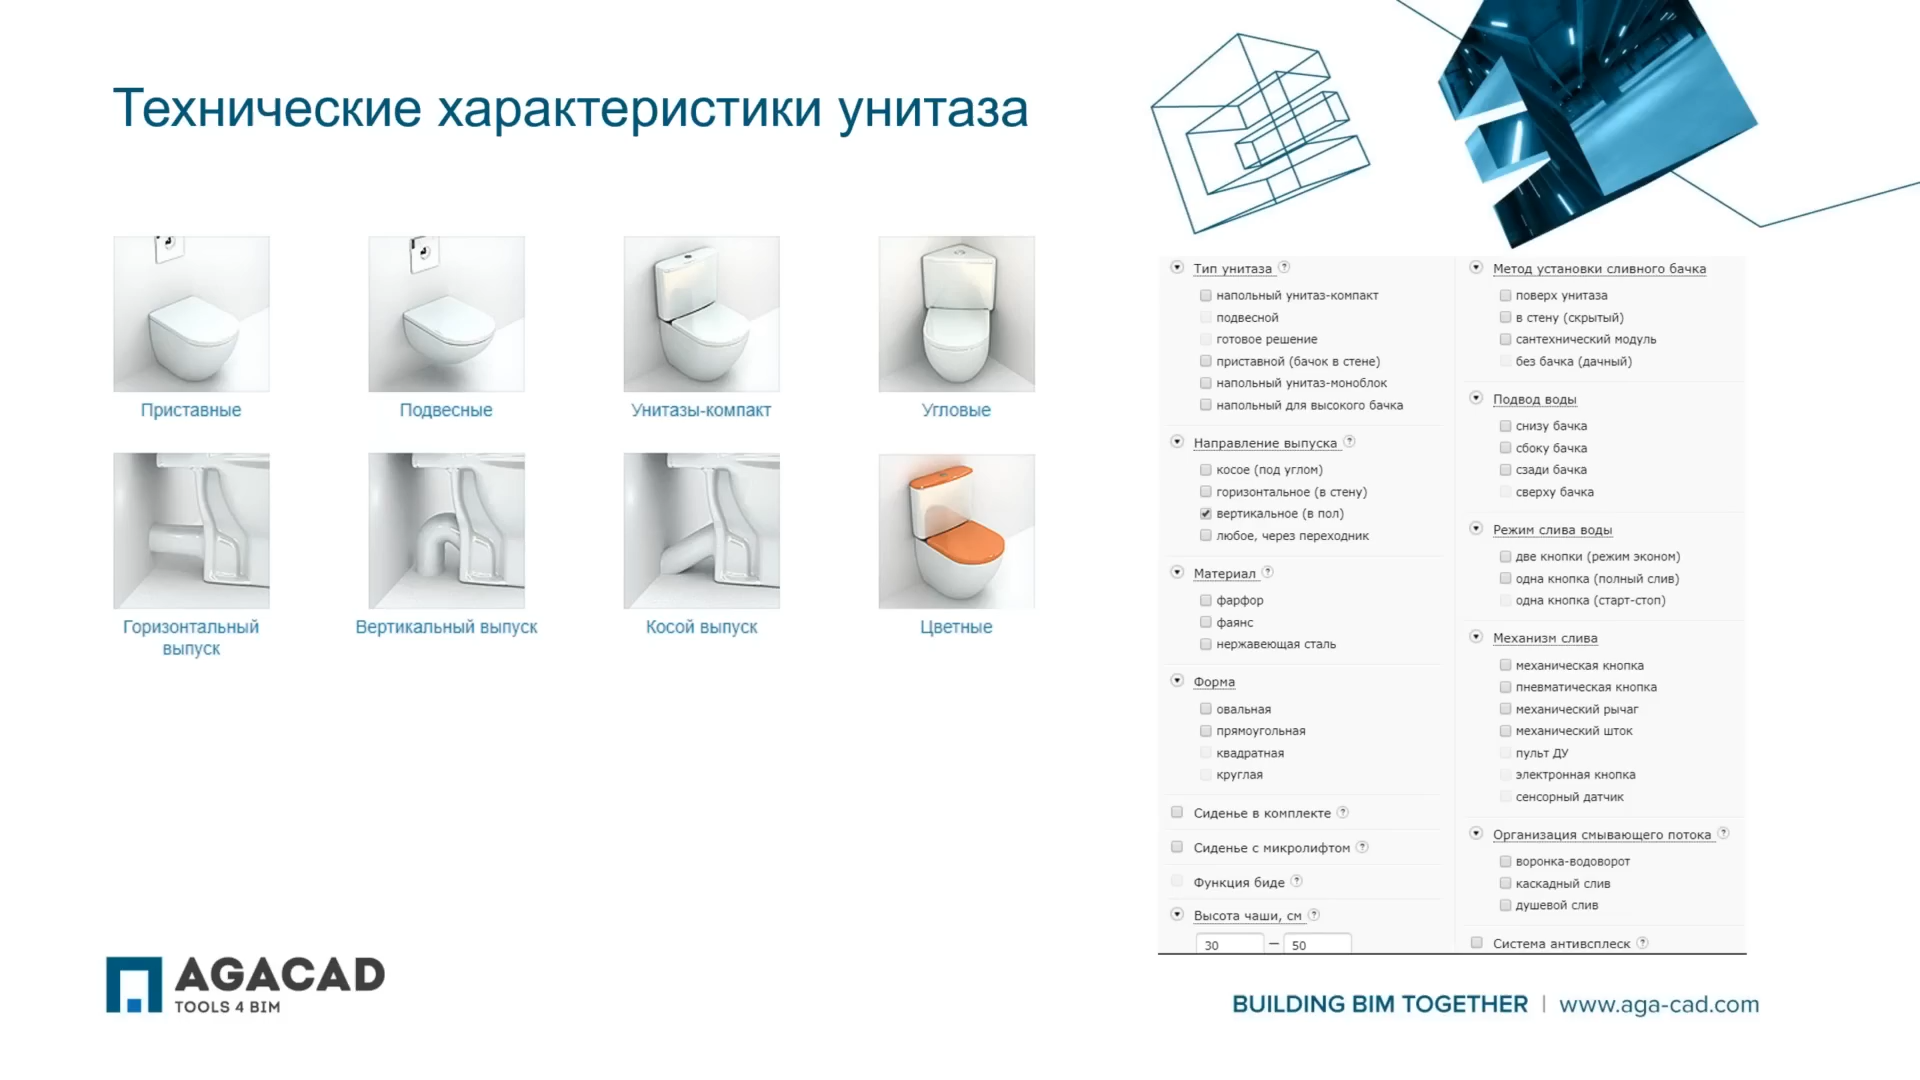 Технические характеристики унитаза
Приставные
Подвесные
Унитазы-компакт
Угловые
Горизонтальный
выпуск
Вертикальный выпуск
Косой выпуск
Цветные
Тип унитаза ?
напольный унитаз-компакт
подвесной
готовое решение
приставной (бачок в стене)
напольный унитаз-моноблок
напольный для высокого бачка
Направление выпуска ?
косое (под углом)
горизонтальное (в стену)
вертикальное (в пол)
любое, через переходник
Материал ?
фарфор
фаянс
нержавеющая сталь
Форма
овальная
прямоугольная
квадратная
круглая
Сиденье в комплекте ?
Сиденье с микролифтом ?
Функция биде ?
Высота чаши, см ?
30 — 50
Метод установки сливного бачка
поверх унитаза
в стену (скрытый)
сантехнический модуль
без бачка (дачный)
Подвод воды
снизу бачка
сбоку бачка
сзади бачка
сверху бачка
Режим слива воды
две кнопки (режим эконом)
одна кнопка (полный слив)
одна кнопка (старт-стоп)
Механизм слива
механическая кнопка
пневматическая кнопка
механический рычаг
механический шток
пульт ДУ
электронная кнопка
сенсорный датчик
Организация смывающего потока ?
воронка-водоворот
каскадный слив
душевой слив
Система антивсплеск ?
AGACAD
TOOLS 4 BIM
BUILDING BIM TOGETHER | www.aga-cad.com